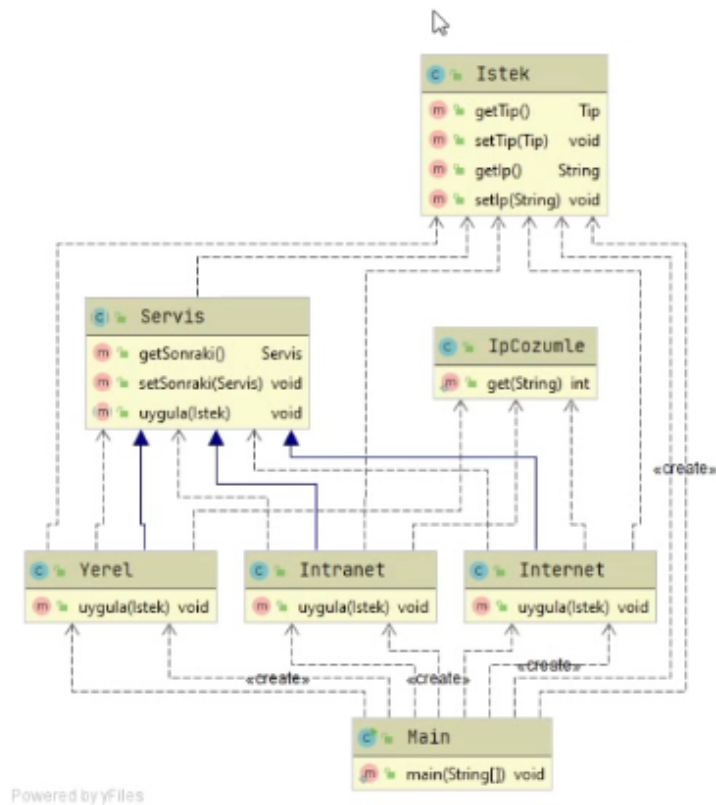 Istek
getTip() Tip
setTip(Tip) void
getIp() String
setIp(String) void
Servis
getSonraki() Servis
setSonraki(Servis) void
uygula(Istek) void
IpCozumle
get(String) int
«create»
Yerel
uygula(Istek) void
Intranet
uygula(Istek) void
Internet
uygula(Istek) void
«create»
«create»
«create»
Main
main(String[]) void
Powered by yFiles